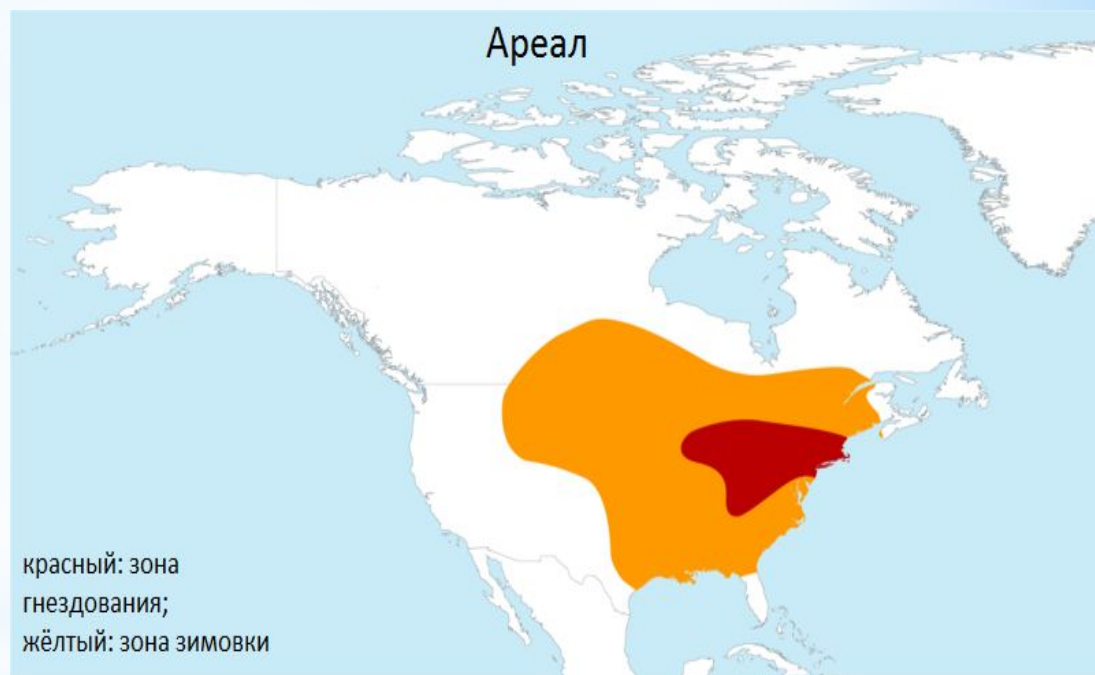 Ареал
красный: зона
гнездования;
жёлтый: зона зимовки